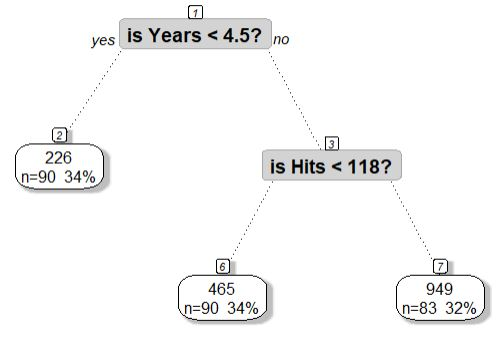 1
yes is Years < 4.5? no
2
226
n=90 34%
3
is Hits < 118?
6
465
n=90 34%
7
949
n=83 32%